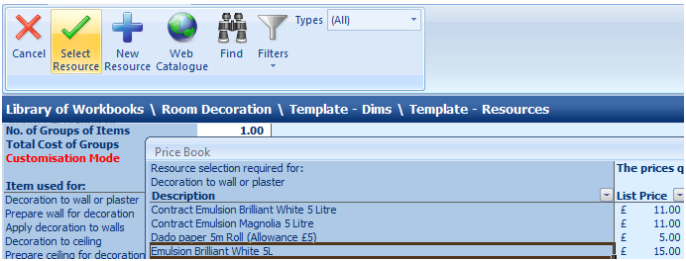 Types (All)
Cancel Select Resource New Resource Web Catalogue Find Filters
Library of Workbooks \ Room Decoration \ Template - Dims \ Template - Resources
No. of Groups of Items 1.00
Total Cost of Groups
Customisation Mode
Price Book
Resource selection required for: The prices q
Decoration to wall or plaster
Item used for:
Description List Price
Decoration to wall or plaster
Prepare wall for decoration
Apply decoration to walls
Decoration to ceiling
Prepare ceiling for decoration
Contract Emulsion Brilliant White 5 Litre £ 11.00
Contract Emulsion Magnolia 5 Litre £ 11.00
Dado paper 5m Roll (Allowance £5) £ 5.00
Emulsion Brilliant White 5L £ 15.00